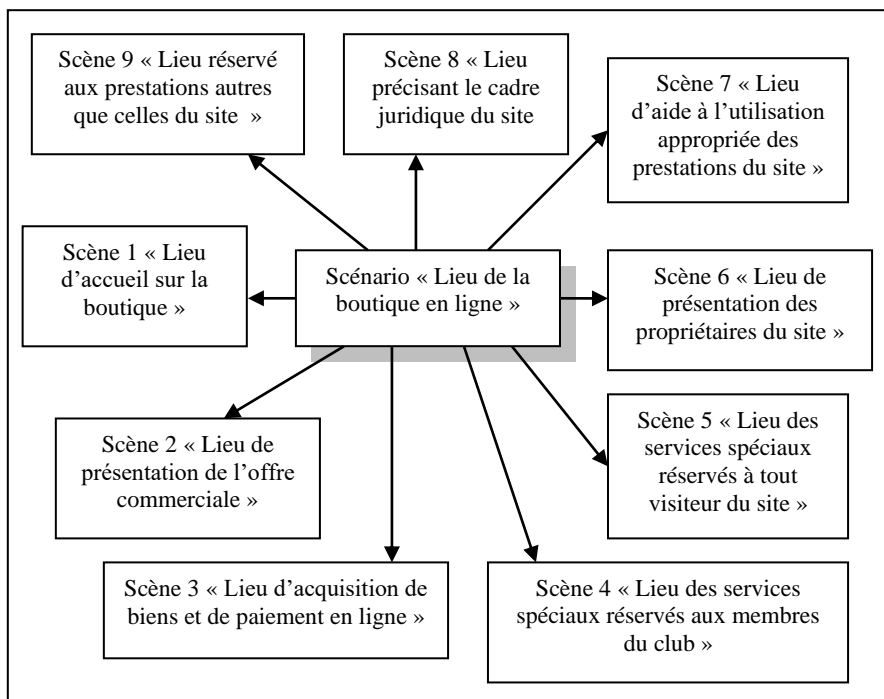 Scène 9 « Lieu réservé
aux prestations autres
que celles du site  »
Scène 8 « Lieu
précisant le cadre
juridique du site
Scène 7 « Lieu
d’aide à l’utilisation
appropriée des
prestations du site »
Scène 1 « Lieu
d’accueil sur la
boutique »
Scénario « Lieu de la
boutique en ligne »
Scène 6 « Lieu de
présentation des
propriétaires du site »
Scène 2 « Lieu de
présentation de l’offre
commerciale »
Scène 5 « Lieu des
services spéciaux
réservés à tout
visiteur du site »
Scène 3 « Lieu d’acquisition de
biens et de paiement en ligne »
Scène 4 « Lieu des services
spéciaux réservés aux membres
du club »